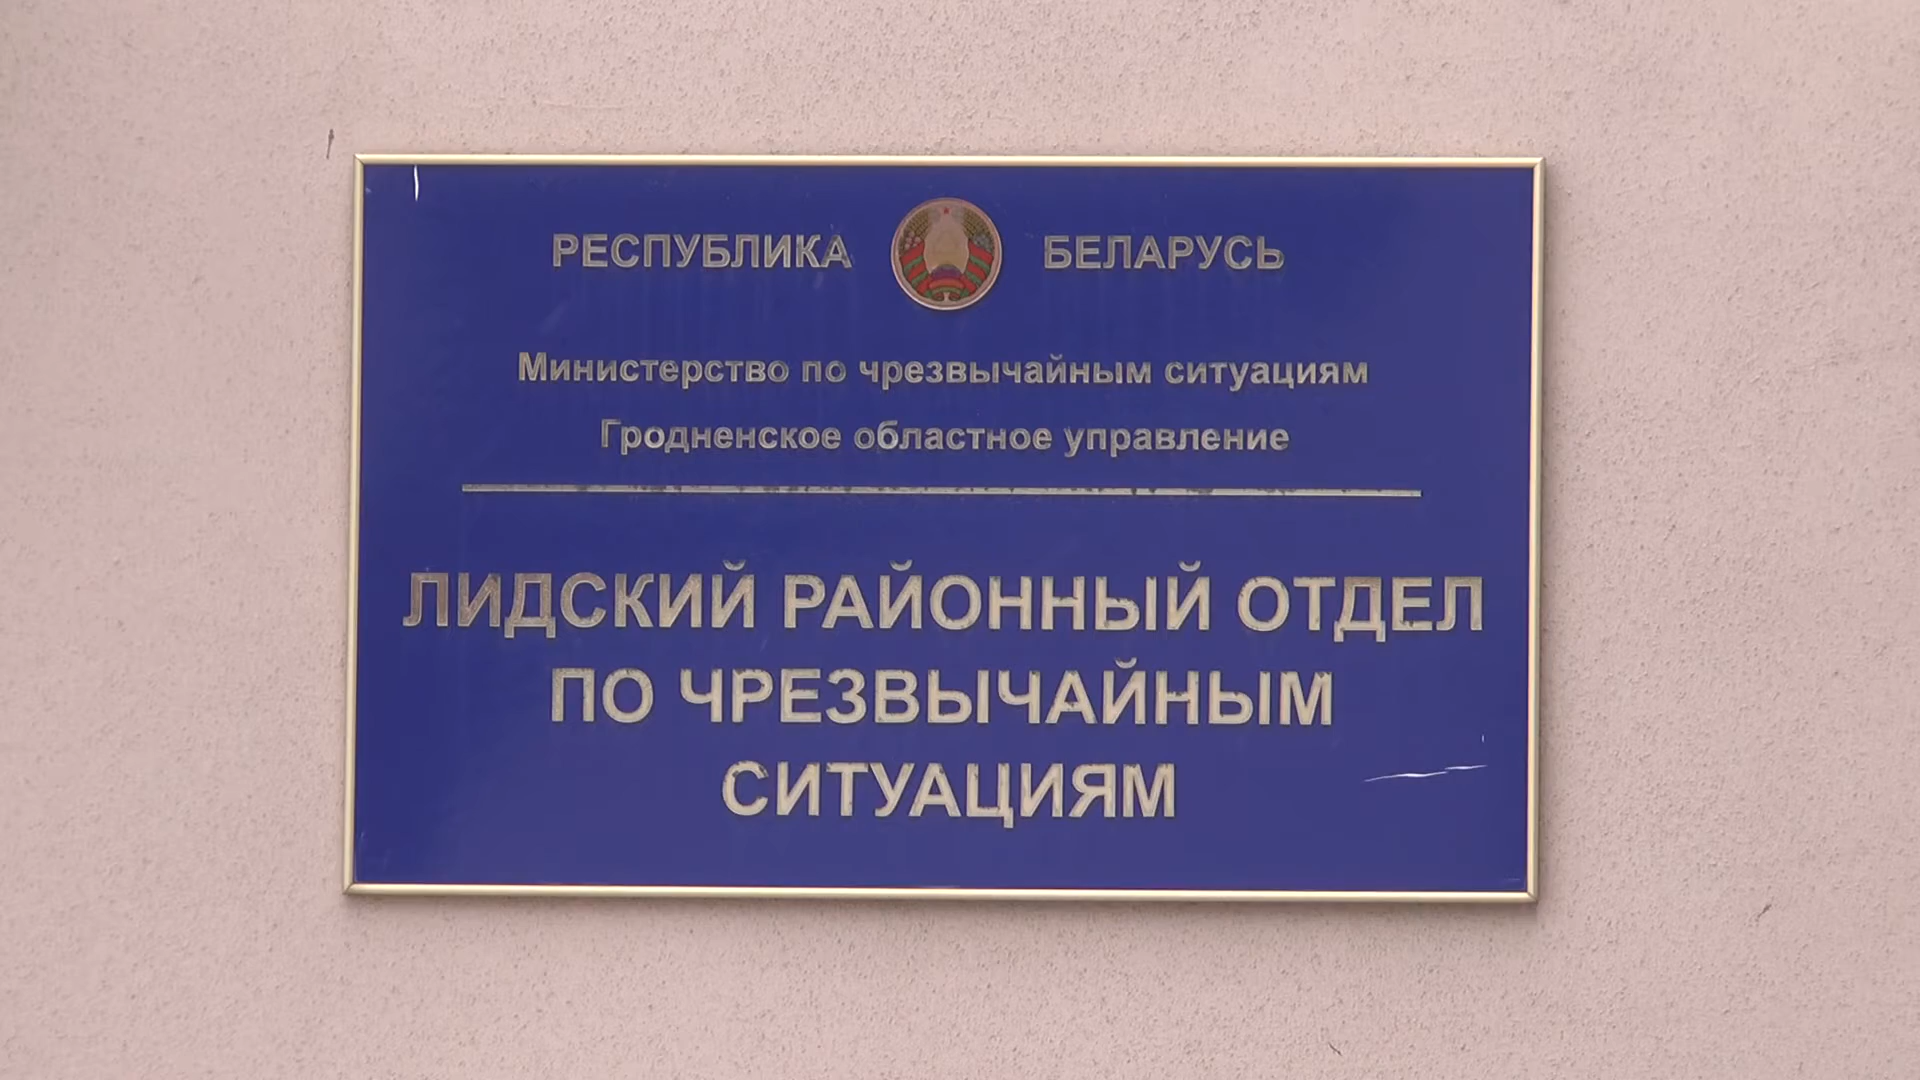 РЕСПУБЛИКА БЕЛАРУСЬ
Министерство по чрезвычайным ситуациям
Гродненское областное управление
ЛИДСКИЙ РАЙОННЫЙ ОТДЕЛ
ПО ЧРЕЗВЫЧАЙНЫМ
СИТУАЦИЯМ